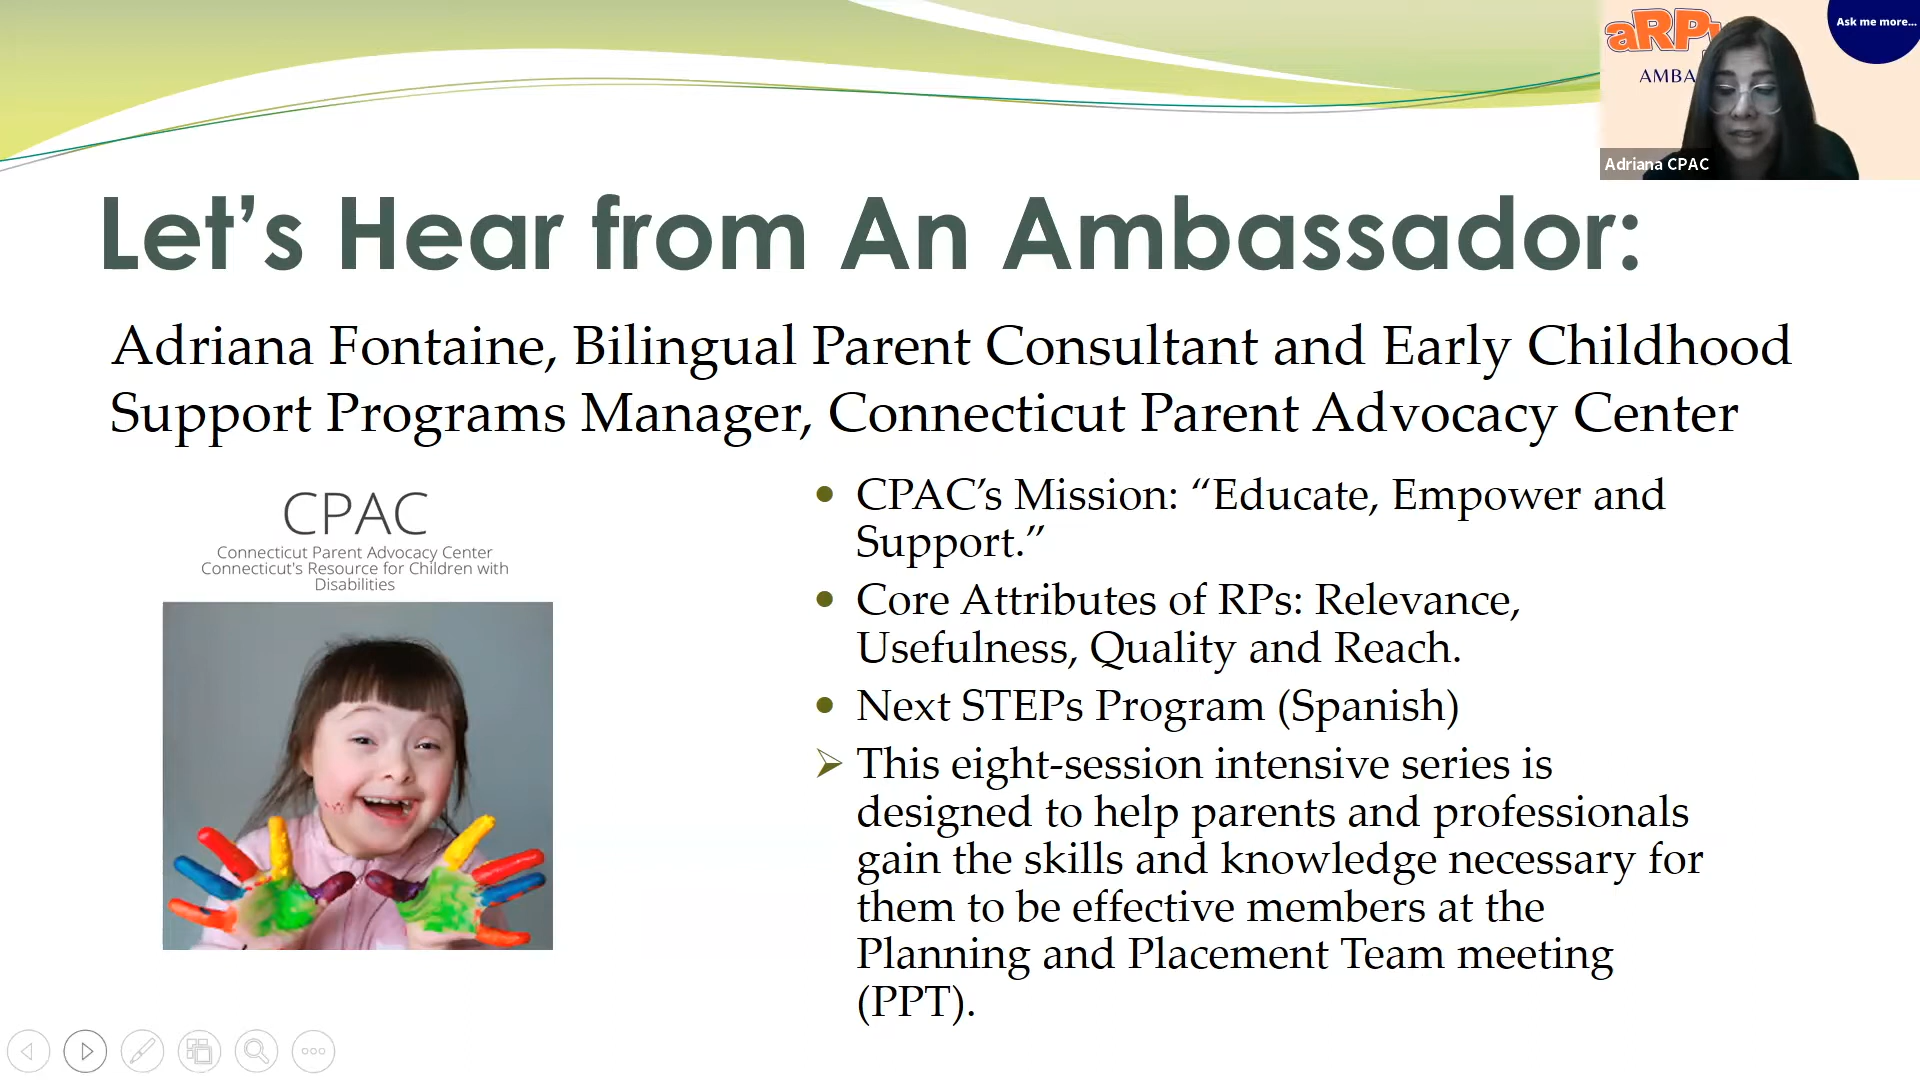 aRPy
AMBA
Ask me more...
Adriana CPAC
Let’s Hear from An Ambassador:
Adriana Fontaine, Bilingual Parent Consultant and Early Childhood
Support Programs Manager, Connecticut Parent Advocacy Center
CPAC
Connecticut Parent Advocacy Center
Connecticut's Resource for Children with
Disabilities
• CPAC’s Mission: “Educate, Empower and
Support.”
• Core Attributes of RPs: Relevance,
Usefulness, Quality and Reach.
• Next STEPs Program (Spanish)
➢ This eight-session intensive series is
designed to help parents and professionals
gain the skills and knowledge necessary for
them to be effective members at the
Planning and Placement Team meeting
(PPT).